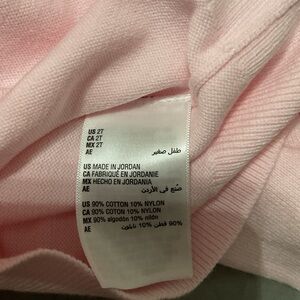 US 2T
CA 2T
MX 2T
AE طفل صغير
US MADE IN JORDAN
CA FABRIQUÉ EN JORDANIE
MX HECHO EN JORDANIA
AE صنع في الأردن
US 90% COTTON 10% NYLON
CA 90% COTON 10% NYLON
MX 90% algodón 10% nilón
AE 90% قطن 10% نايلون